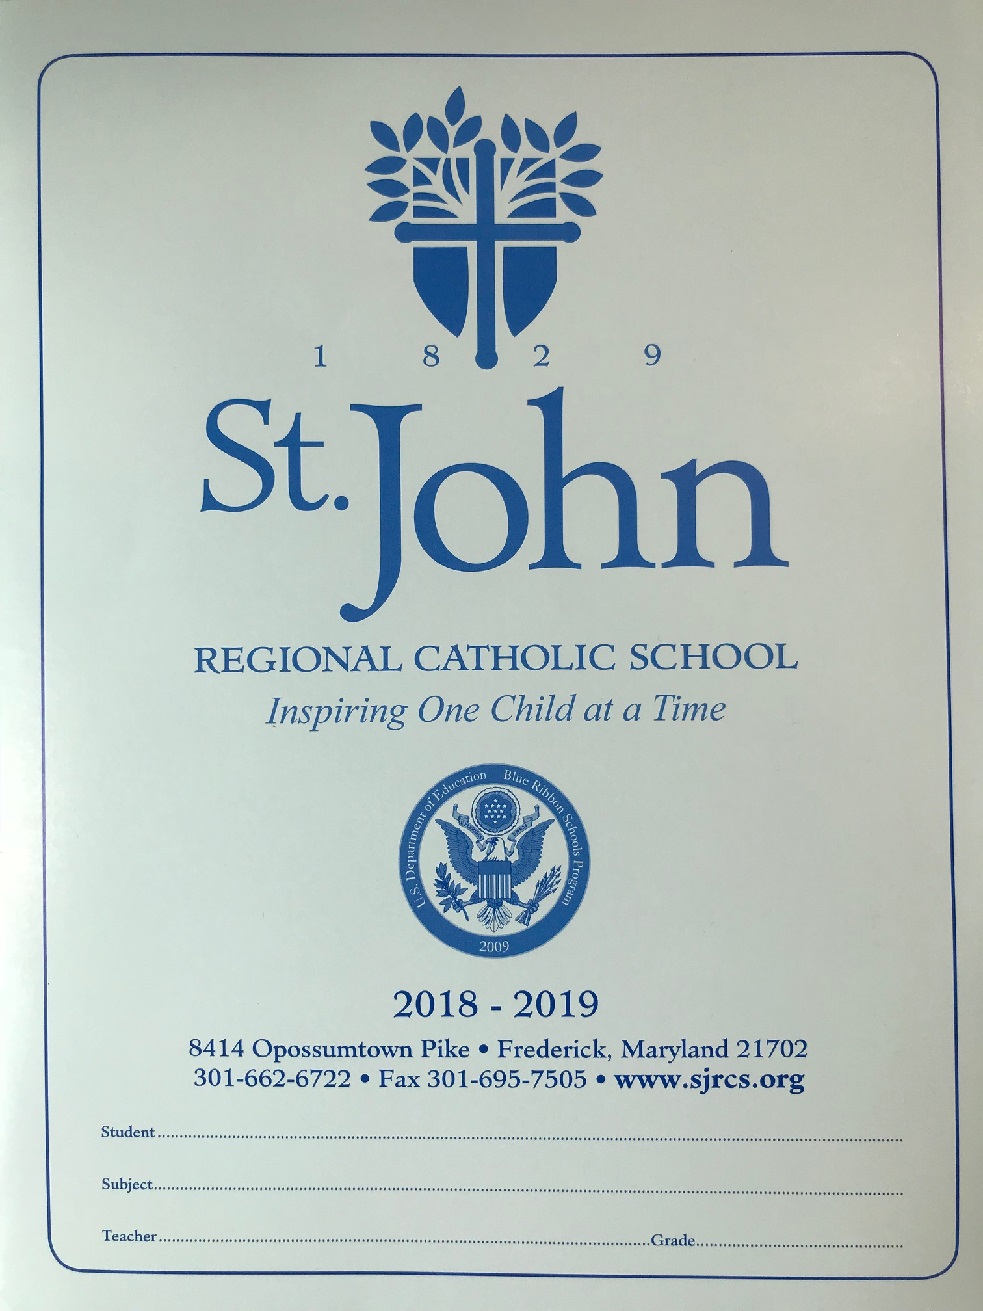 1 8 2 9
St. John
REGIONAL CATHOLIC SCHOOL
Inspiring One Child at a Time
U.S. Department of Education Blue Ribbon Schools Program
2009
2018 - 2019
8414 Opossumtown Pike • Frederick, Maryland 21702
301-662-6722 • Fax 301-695-7505 • www.sjrcs.org
Student
Subject
Teacher Grade